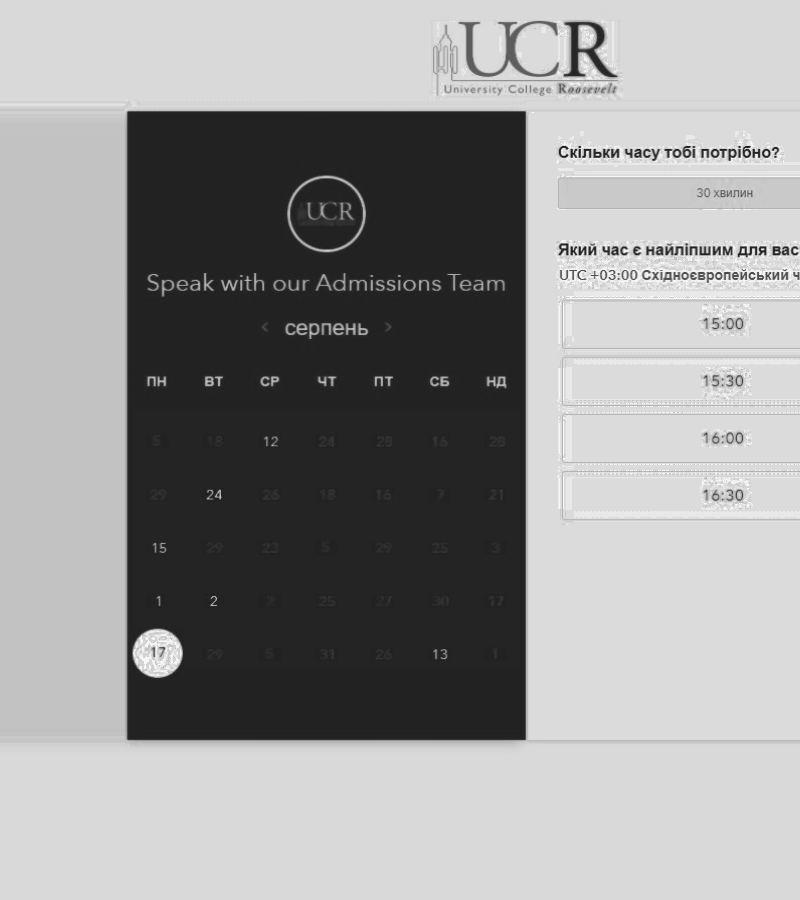 UCR
University College Roosevelt
UCR
Speak with our Admissions Team
‹ серпень ›
ПН ВТ СР ЧТ ПТ СБ НД
5 18 12 24 28 16 28
29 24 26 18 16 7 21
15 29 23 5 29 25 3
1 2 2 25 27 30 17
17 29 5 31 26 13 1
Скільки часу тобі потрібно?
30 хвилин
Який час є найліпшим для вас
UTC +03:00 Східноєвропейський ч
15:00
15:30
16:00
16:30